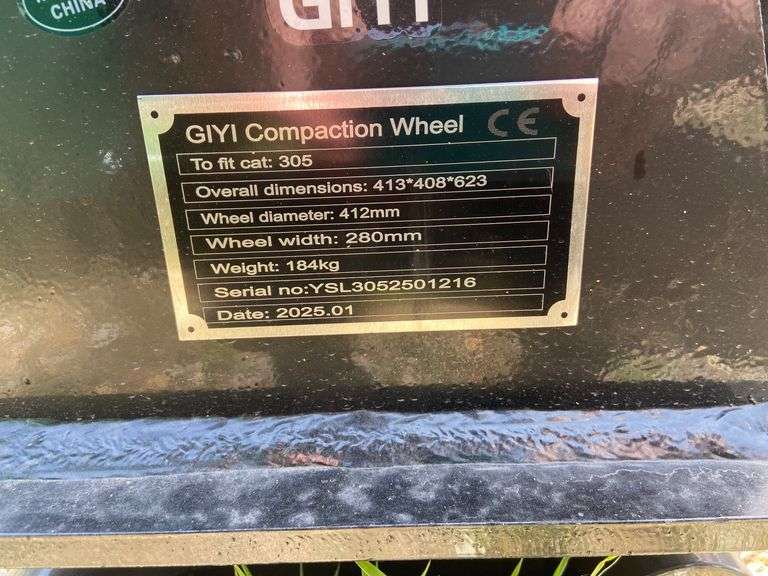 CHINA
GIYI
GIYI Compaction Wheel CE
To fit cat: 305
Overall dimensions: 413*408*623
Wheel diameter: 412mm
Wheel width: 280mm
Weight: 184kg
Serial no:YSL3052501216
Date: 2025.01